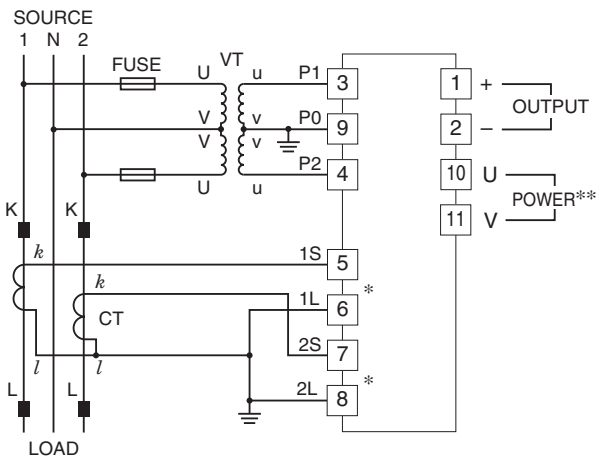 SOURCE
1 N 2
FUSE
VT
U u P1 3
1 +
OUTPUT
V v P0 9
V v
2 −
U u P2 4
10 U
POWER**
11 V
K K
k 1S 5
k 1L 6 *
CT
2S 7
l l
L L 2L 8 *
LOAD